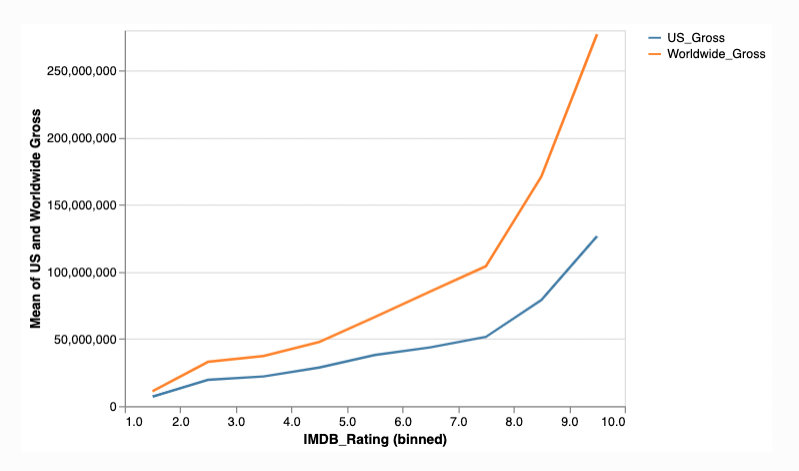 US_Gross
Worldwide_Gross
Mean of US and Worldwide Gross
250,000,000
200,000,000
150,000,000
100,000,000
50,000,000
0
1.0 2.0 3.0 4.0 5.0 6.0 7.0 8.0 9.0 10.0
IMDB_Rating (binned)